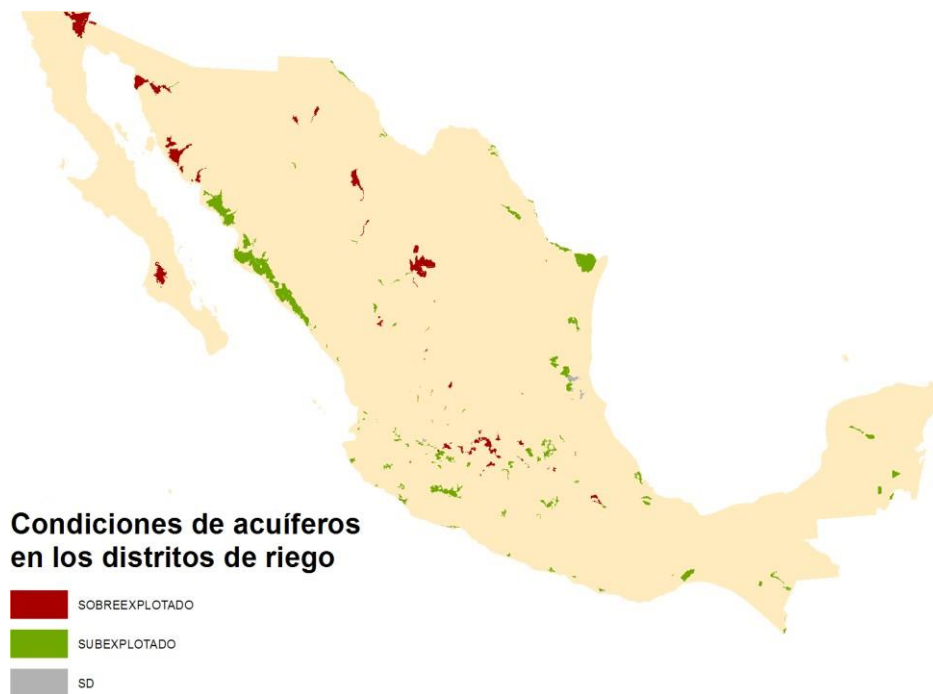 Condiciones de acuíferos
en los distritos de riego
SOBREEXPLOTADO
SUBEXPLOTADO
SD